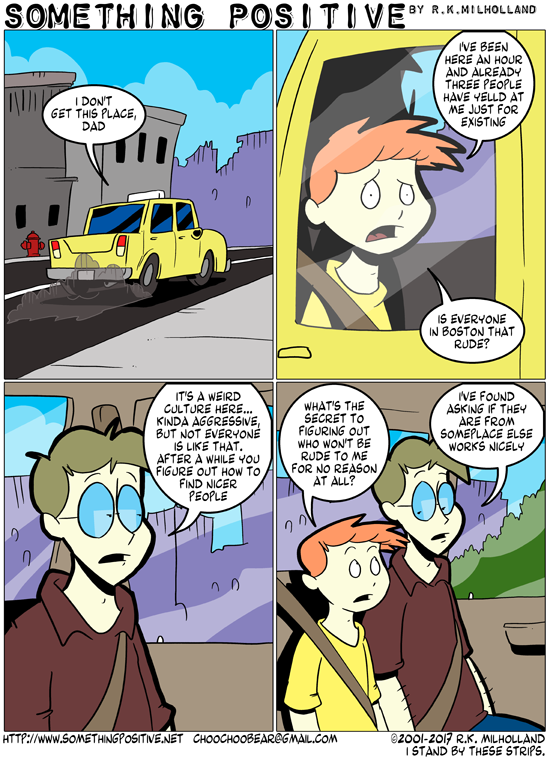 SOMETHING POSITIVE BY R.K.MILHOLLAND
I DON'T
GET THIS PLACE,
DAD
I'VE BEEN
HERE AN HOUR
AND ALREADY
THREE PEOPLE
HAVE YELLD AT
ME JUST FOR
EXISTING
IS EVERYONE
IN BOSTON THAT
RUDE?
IT'S A WEIRD
CULTURE HERE...
KINDA AGGRESSIVE,
BUT NOT EVERYONE
IS LIKE THAT.
AFTER A WHILE YOU
FIGURE OUT HOW TO
FIND NICER
PEOPLE
WHAT'S THE
SECRET TO
FIGURING OUT
WHO WON'T BE
RUDE TO ME
FOR NO REASON
AT ALL?
I'VE FOUND
ASKING IF THEY
ARE FROM
SOMEPLACE ELSE
WORKS NICELY
HTTP://WWW.SOMETHINGPOSITIVE.NET CHOOCHOOBEAR@GMAIL.COM ©2001-2017 R.K. MILHOLLAND
I STAND BY THESE STRIPS.